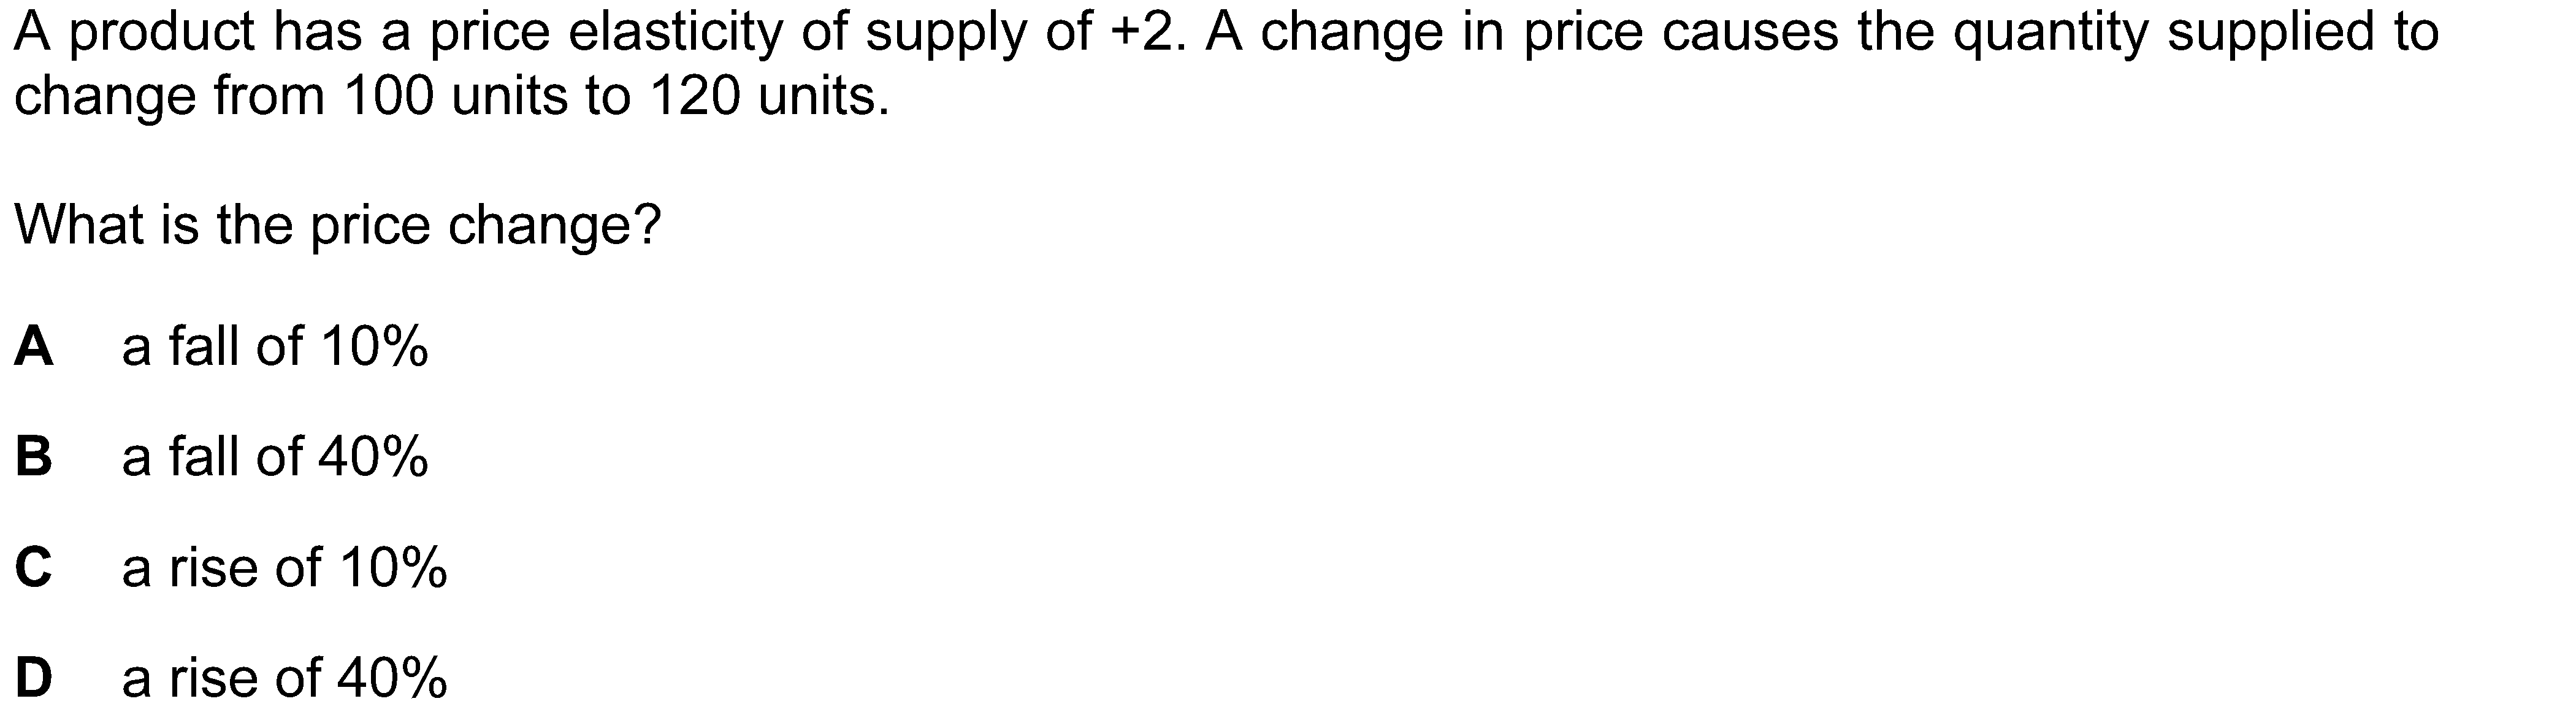 A product has a price elasticity of supply of +2. A change in price causes the quantity supplied to
change from 100 units to 120 units.
What is the price change?
A a fall of 10%
B a fall of 40%
C a rise of 10%
D a rise of 40%